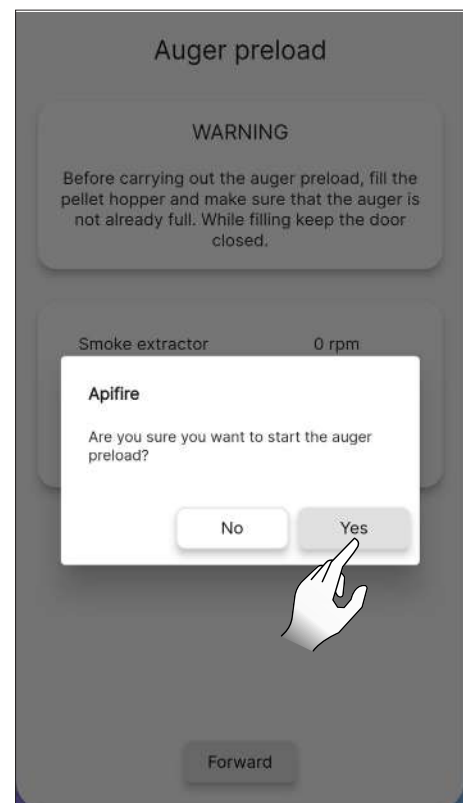 Auger preload
WARNING
Before carrying out the auger preload, fill the
pellet hopper and make sure that the auger is
not already full. While filling keep the door
closed.
Smoke extractor 0 rpm
Apifire
Are you sure you want to start the auger
preload?
No Yes
Forward